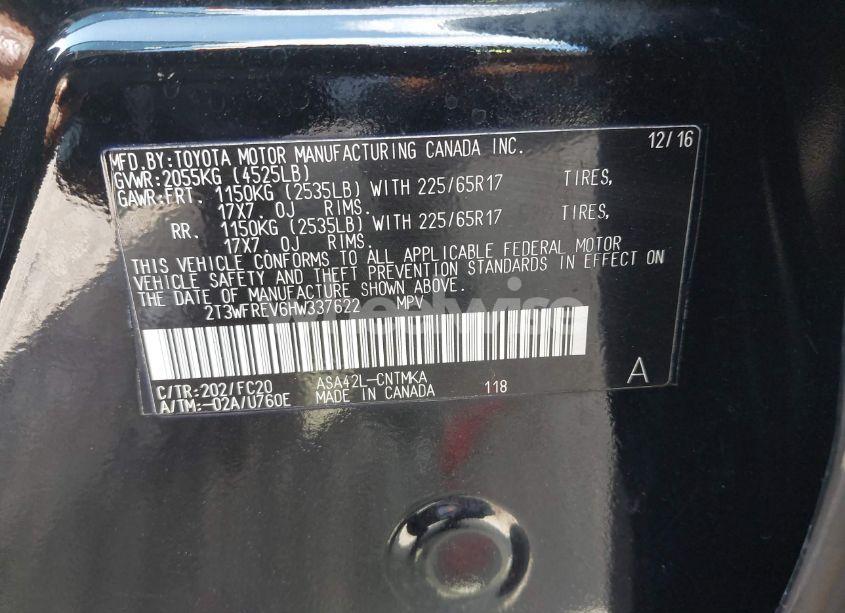 MFD.BY:TOYOTA MOTOR MANUFACTURING CANADA INC. 12/16
GVWR:2055KG (4525LB)
GAWR:FRT. 1150KG (2535LB) WITH 225/65R17 TIRES,
17X7.0J RIMS.
RR. 1150KG (2535LB) WITH 225/65R17 TIRES,
17X7.0J RIMS.
THIS VEHICLE CONFORMS TO ALL APPLICABLE FEDERAL MOTOR
VEHICLE SAFETY AND THEFT PREVENTION STANDARDS IN EFFECT ON
THE DATE OF MANUFACTURE SHOWN ABOVE.
2T3WFREV6HW337622 MPV
C/TR:202/FC20 ASA42L-CNTMKA
A/TM:-02A/U760E MADE IN CANADA 118 A